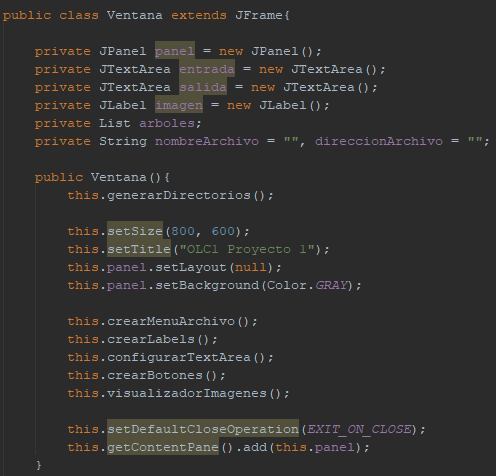 public class Ventana extends JFrame{
private JPanel panel = new JPanel();
private JTextArea entrada = new JTextArea();
private JTextArea salida = new JTextArea();
private JLabel imagen = new JLabel();
private List arboles;
private String nombreArchivo = "", direccionArchivo = "";
public Ventana(){
this.generarDirectorios();
this.setSize(800, 600);
this.setTitle("OLC1 Proyecto 1");
this.panel.setLayout(null);
this.panel.setBackground(Color.GRAY);
this.crearMenuArchivo();
this.crearLabels();
this.configurarTextArea();
this.crearBotones();
this.visualizadorImagenes();
this.setDefaultCloseOperation(EXIT_ON_CLOSE);
this.getContentPane().add(this.panel);
}